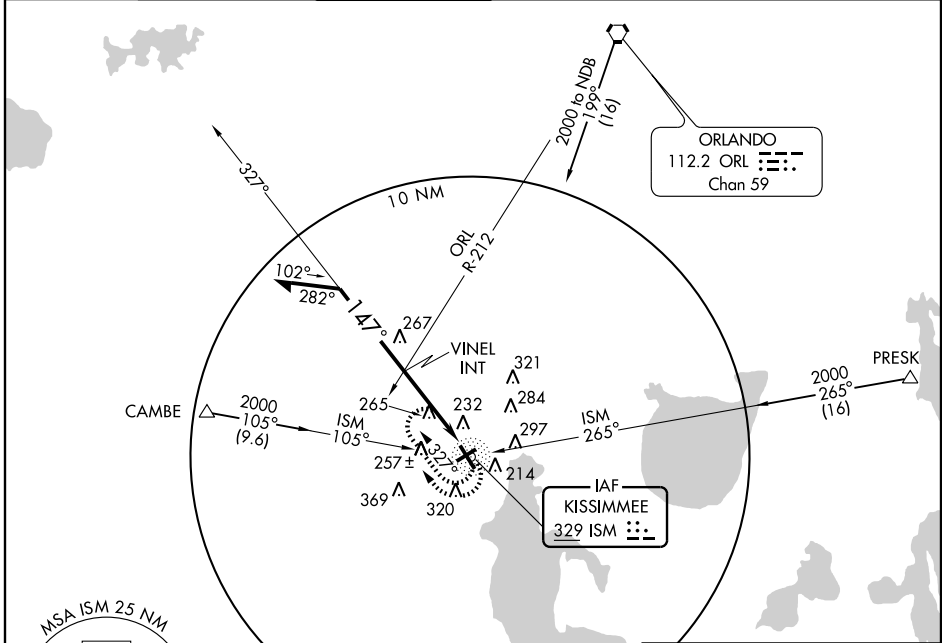 2000 to NDB
199°
(16)
ORLANDO
112.2 ORL
Chan 59
327°
10 NM
ORL
R-212
102°
282°
147°
267
VINEL
INT
321
PRESK
2000
265°
(16)
CAMBE
2000
105°
(9.6)
ISM
105°
265
232
284
ISM
265°
297
257±
327°
214
369
320
IAF
KISSIMMEE
329 ISM
MSA ISM 25 NM